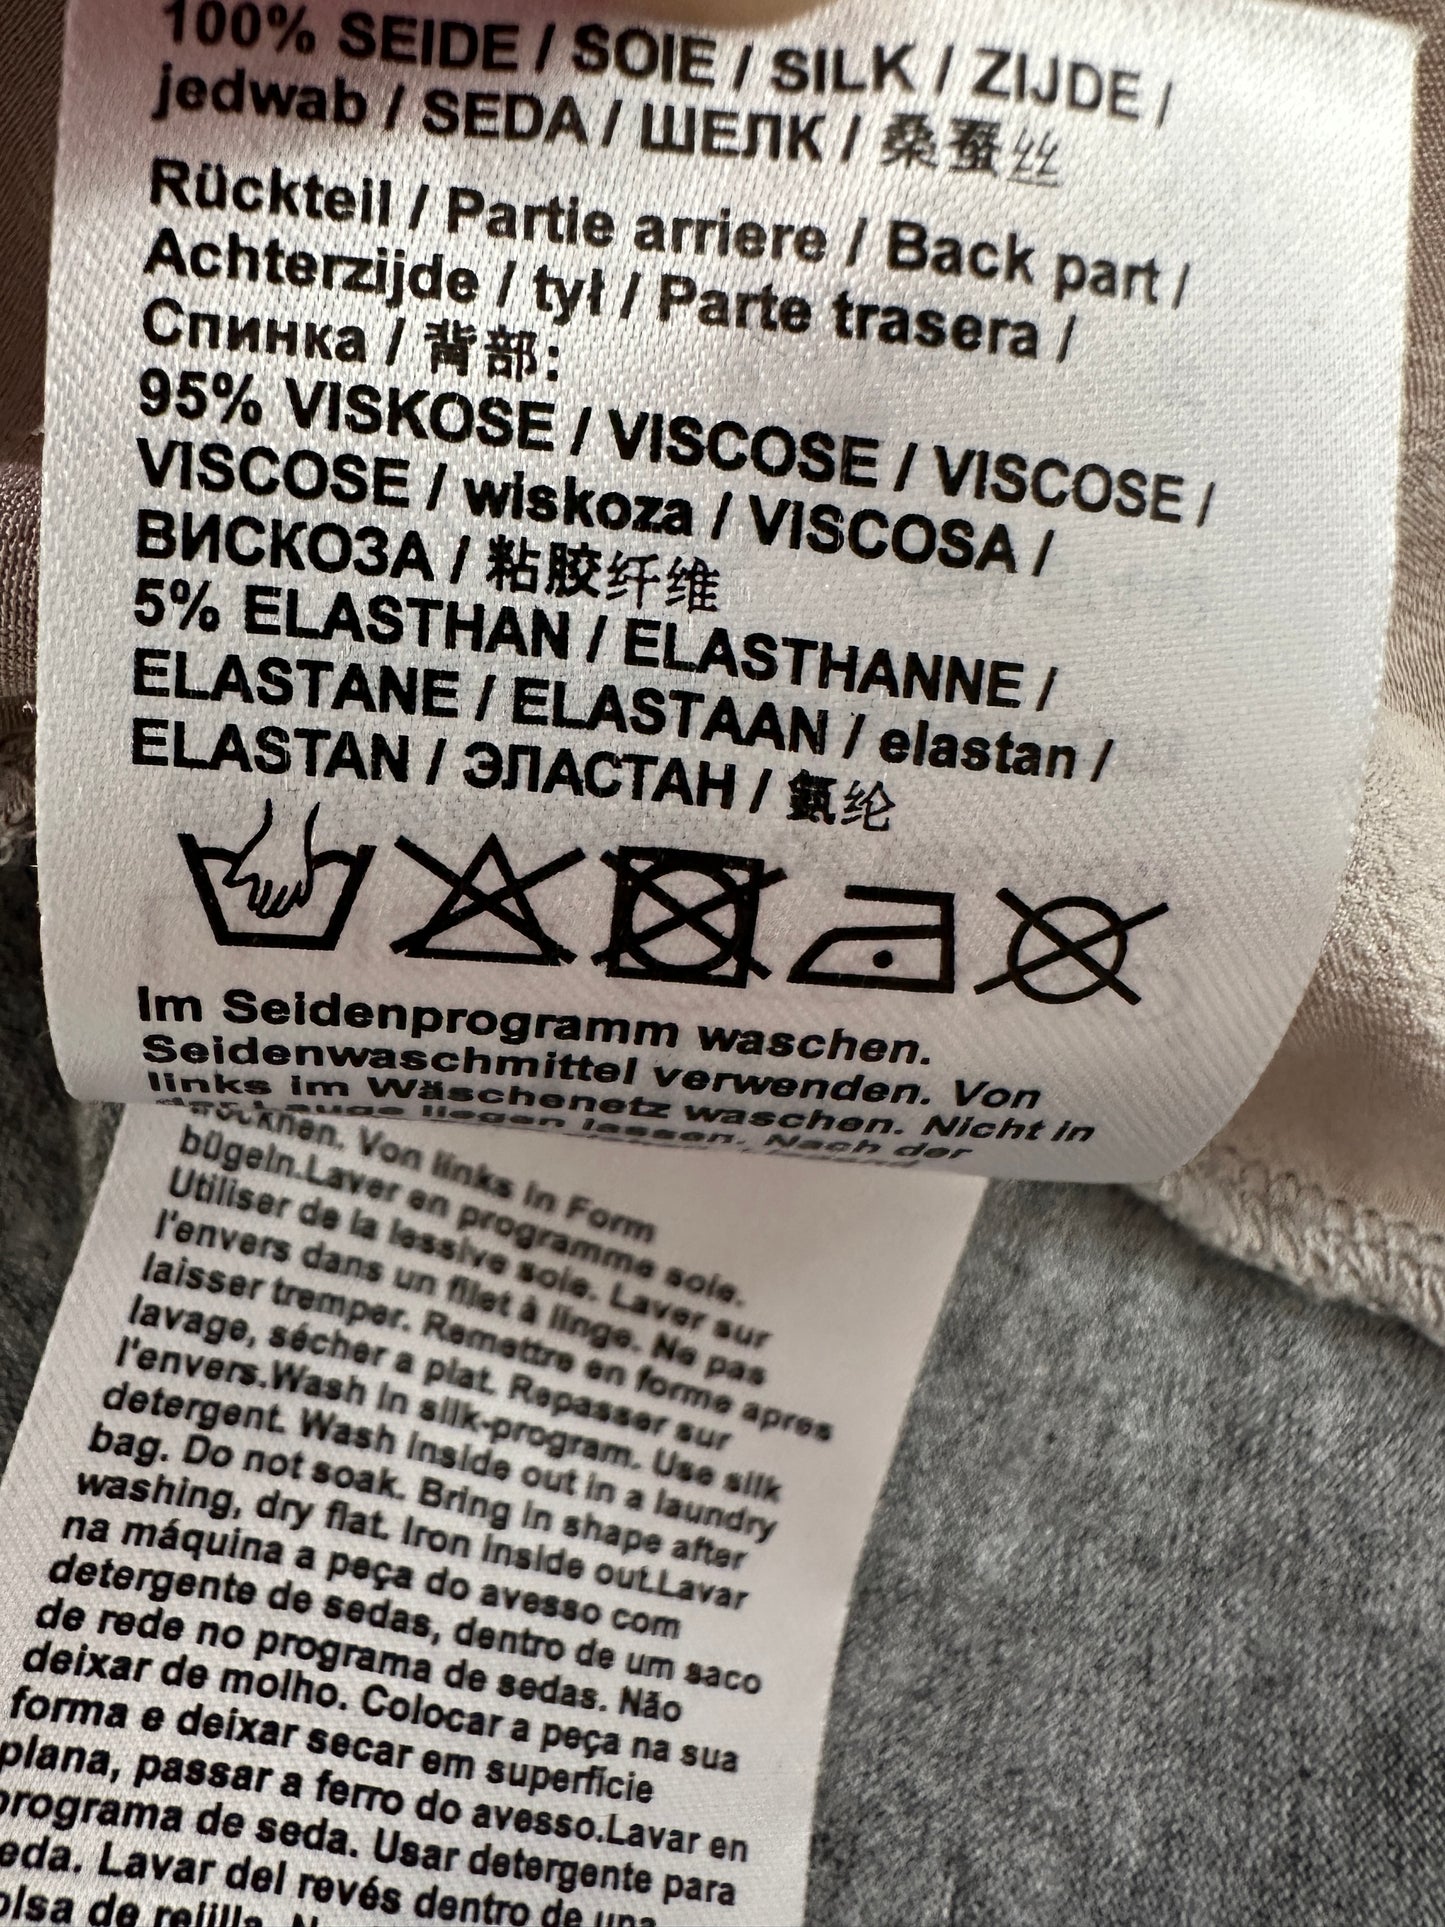 100% SEIDE / SOIE / SILK / ZIJDE /
jedwab / SEDA / ШЕЛК / 桑蚕丝
Rückteil / Partie arriere / Back part /
Achterzijde / tył / Parte trasera /
Спинка / 背部:
95% VISKOSE / VISCOSE / VISCOSE /
VISCOSE / wiskoza / VISCOSA /
ВИСКОЗА / 粘胶纤维
5% ELASTHAN / ELASTHANNE /
ELASTANE / ELASTAAN / elastan /
ELASTAN / ЭЛАСТАН / 氨纶
Im Seidenprogramm waschen.
Seidenwaschmittel verwenden. Von
links im Wäschenetz waschen. Nicht in
der Lauge liegen lassen. Nach der
Von links in Form
bügeln.Laver en programme soie.
Utiliser de la lessive soie. Laver sur
l'envers dans un filet à linge. Ne pas
laisser tremper. Remettre en forme apres
lavage, sécher a plat. Repasser sur
l'envers.Wash in silk-program. Use silk
detergent. Wash inside out in a laundry
bag. Do not soak. Bring in shape after
washing, dry flat. Iron inside out.Lavar
na máquina a peça do avesso com
detergente de sedas, dentro de um saco
de rede no programa de sedas. Não
deixar de molho. Colocar a peça na sua
forma e deixar secar em superfície
plana, passar a ferro do avesso.Lavar en
programa de seda. Usar detergente para
eda. Lavar del revés dentro de una
olsa de rejilla.